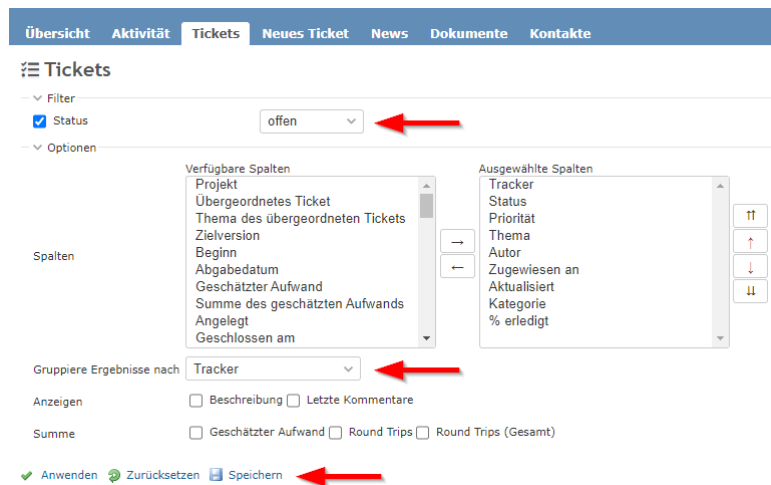 Übersicht Aktivität Tickets Neues Ticket News Dokumente Kontakte
Tickets
Filter
Status offen
Optionen
Verfügbare Spalten Ausgewählte Spalten
Projekt Tracker
Übergeordnetes Ticket Status
Thema des übergeordneten Tickets Priorität
Zielversion Thema
Beginn Autor
Spalten Abgabedatum Zugewiesen an
Geschätzter Aufwand Aktualisiert
Summe des geschätzten Aufwands Kategorie
Angelegt % erledigt
Geschlossen am
Gruppiere Ergebnisse nach Tracker
Anzeigen Beschreibung Letzte Kommentare
Summe Geschätzter Aufwand Round Trips Round Trips (Gesamt)
Anwenden Zurücksetzen Speichern